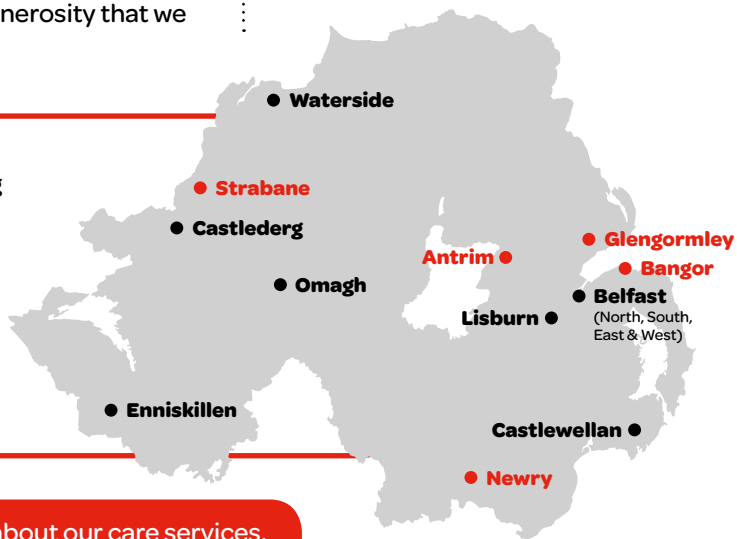 nerosity that we
Waterside
g
Strabane
Castlederg
Glengormley
Antrim
Bangor
Omagh
Belfast
(North, South,
East & West)
Lisburn
Enniskillen
Castlewellan
Newry
about our care services.